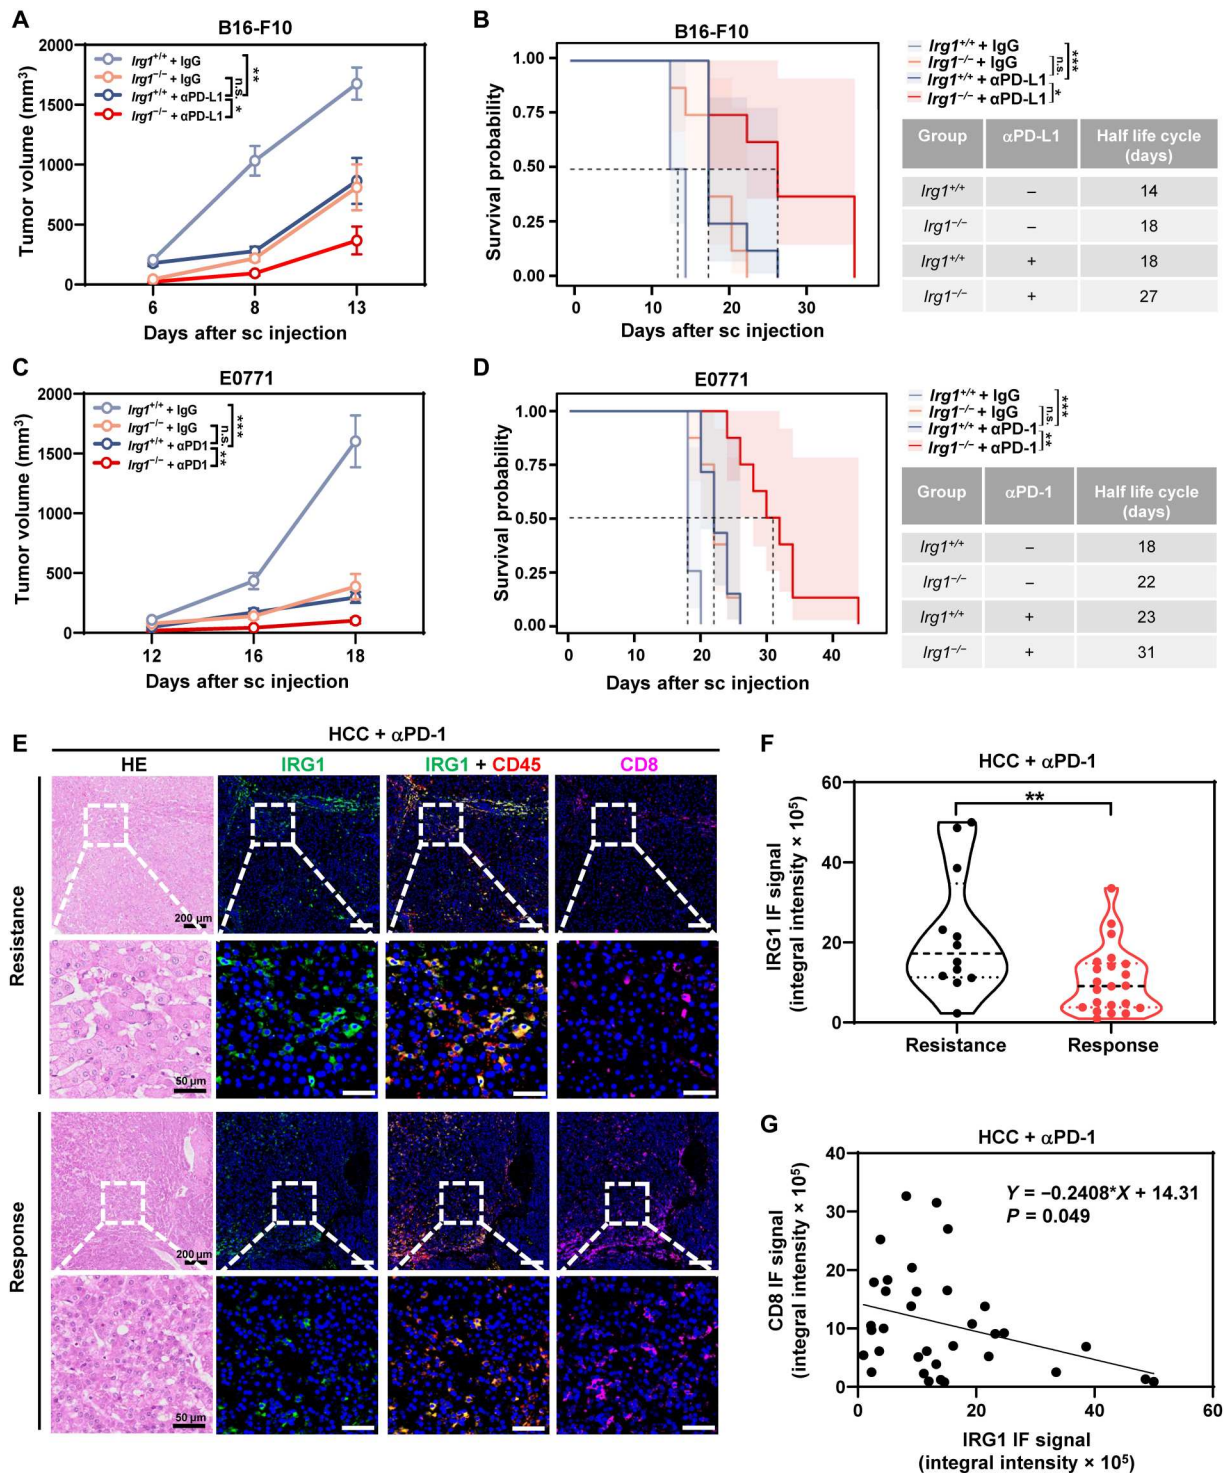 A
B16-F10
Tumor volume (mm³)
2000
1500
1000
500
0
6
8
13
Days after sc injection
Irg1+/+ + IgG
Irg1−/− + IgG
Irg1+/+ + αPD-L1
Irg1−/− + αPD-L1
**
n.s.
*
B
B16-F10
Survival probability
1.00
0.75
0.50
0.25
0.00
0
10
20
30
Days after sc injection
Irg1+/+ + IgG
Irg1−/− + IgG
Irg1+/+ + αPD-L1
Irg1−/− + αPD-L1
***
n.s.
*
Group αPD-L1 Half life cycle
(days)
Irg1+/+ − 14
Irg1−/− − 18
Irg1+/+ + 18
Irg1−/− + 27
C
E0771
Tumor volume (mm³)
2000
1500
1000
500
0
12
16
18
Days after sc injection
Irg1+/+ + IgG
Irg1−/− + IgG
Irg1+/+ + αPD1
Irg1−/− + αPD1
***
n.s.
**
D
E0771
Survival probability
1.00
0.75
0.50
0.25
0.00
0
10
20
30
40
Days after sc injection
Irg1+/+ + IgG
Irg1−/− + IgG
Irg1+/+ + αPD-1
Irg1−/− + αPD-1
***
n.s.
**
Group αPD-1 Half life cycle
(days)
Irg1+/+ − 18
Irg1−/− − 22
Irg1+/+ + 23
Irg1−/− + 31
E
HCC + αPD-1
HE IRG1 IRG1 + CD45 CD8
Resistance
200 μm
50 μm
Response
200 μm
50 μm
F
HCC + αPD-1
IRG1 IF signal
(integral intensity × 10⁵)
60
40
20
0
**
Resistance Response
G
HCC + αPD-1
CD8 IF signal
(integral intensity × 10⁵)
40
30
20
10
0
Y = −0.2408*X + 14.31
P = 0.049
0 20 40 60
IRG1 IF signal
(integral intensity × 10⁵)